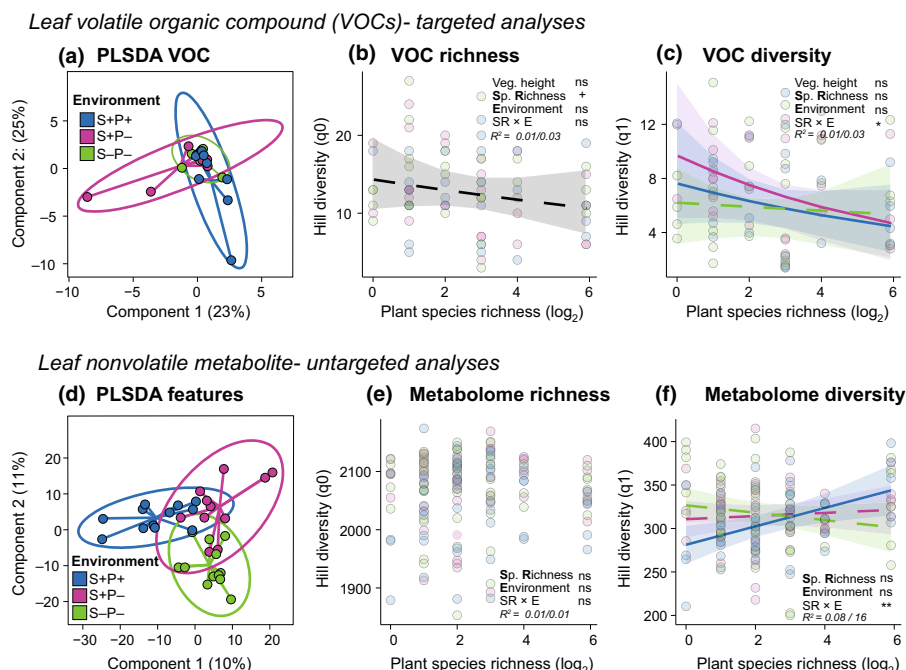 Leaf volatile organic compound (VOCs)- targeted analyses
(a) PLSDA VOC
Environment
S+P+
S+P–
S–P–
Component 2: (25%)
5
0
−5
−10
−10
−5
0
5
Component 1 (23%)
(b) VOC richness
Veg. height ns
Sp. Richness +
Environment ns
SR × E ns
R² = 0.01/0.03
Hill diversity (q0)
20
10
0
2
4
6
Plant species richness (log₂)
(c) VOC diversity
Veg. height ns
Sp. Richness ns
Environment ns
SR × E *
R² = 0.01/0.03
Hill diversity (q1)
12
8
4
0
2
4
6
Plant species richness (log₂)
Leaf nonvolatile metabolite- untargeted analyses
(d) PLSDA features
Environment
S+P+
S+P–
S–P–
Component 2 (11%)
20
10
0
−10
−20
−30
−20
−10
0
10
20
Component 1 (10%)
(e) Metabolome richness
Sp. Richness ns
Environment ns
SR × E ns
R² = 0.01/0.01
Hill diversity (q0)
2100
2000
1900
0
2
4
6
Plant species richness (log₂)
(f) Metabolome diversity
Sp. Richness ns
Environment ns
SR × E **
R² = 0.08 / 16
Hill diversity (q1)
400
350
300
250
200
0
2
4
6
Plant species richness (log₂)